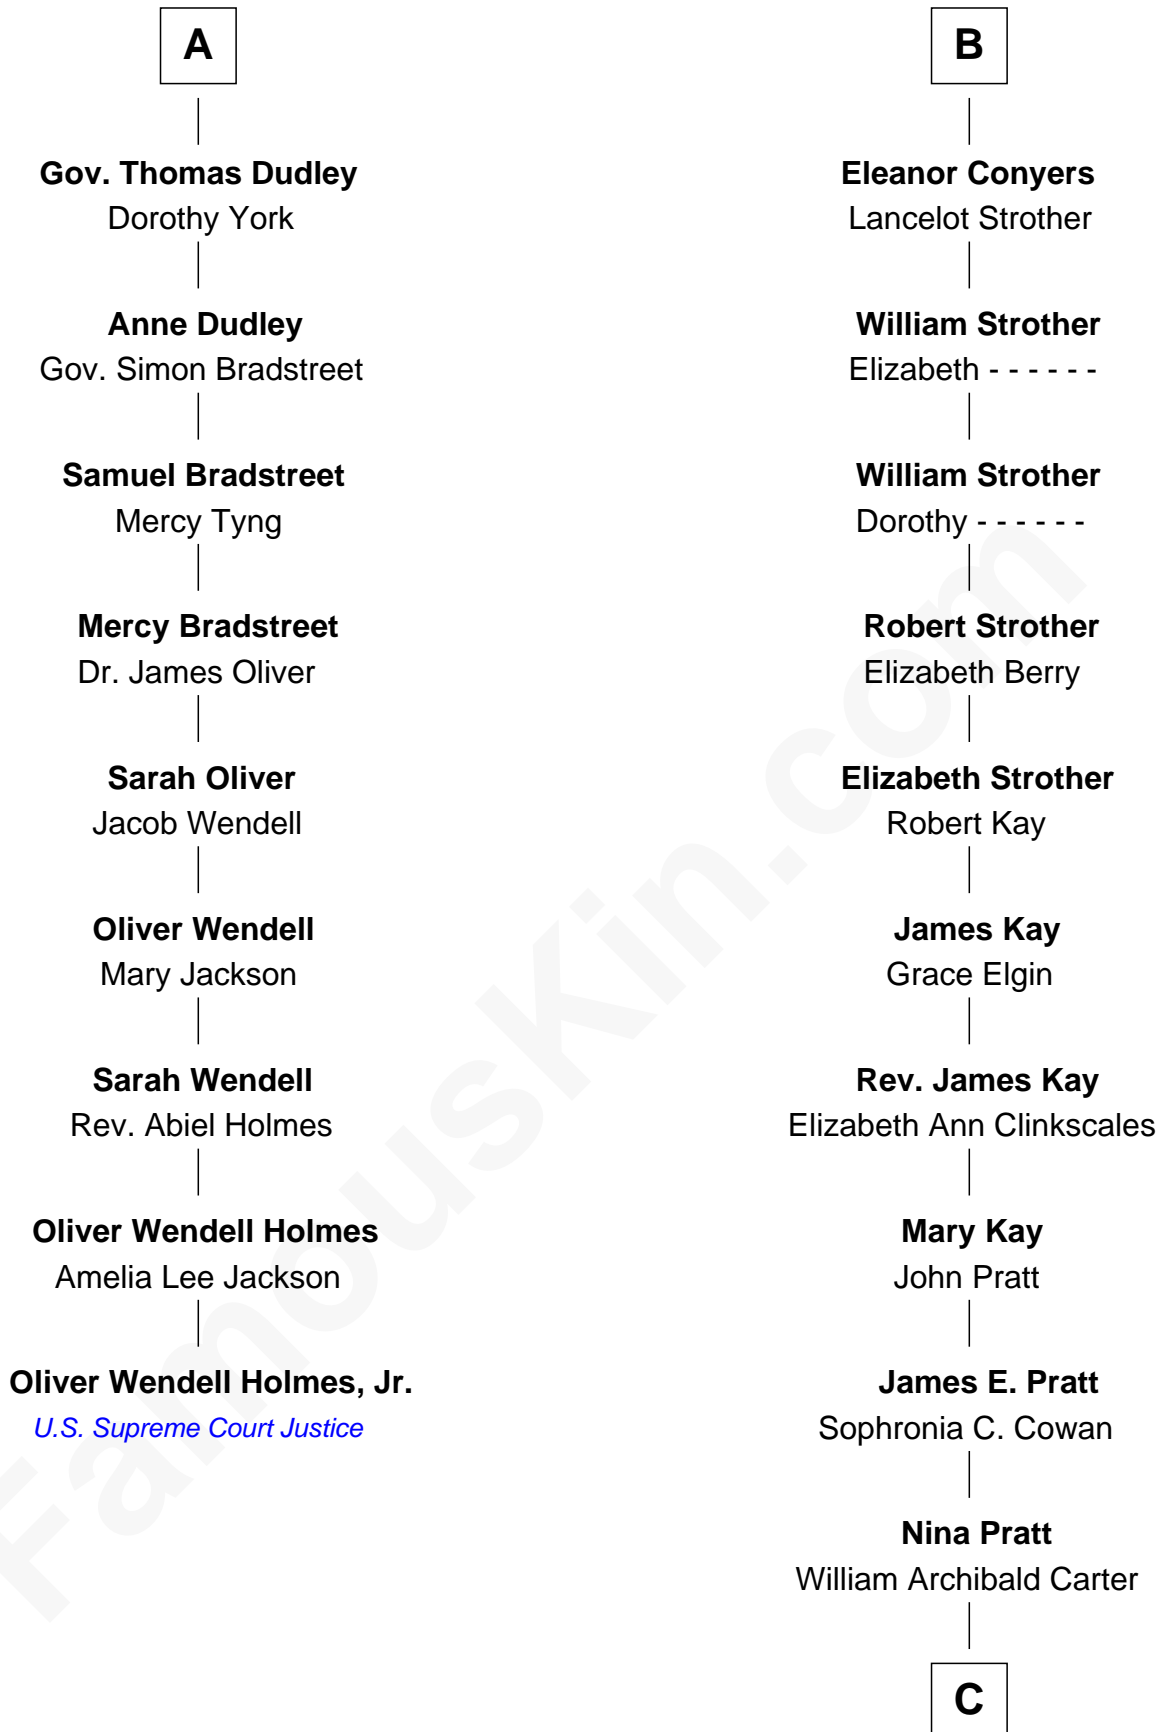 A
Gov. Thomas Dudley
Dorothy York
Anne Dudley
Gov. Simon Bradstreet
Samuel Bradstreet
Mercy Tyng
Mercy Bradstreet
Dr. James Oliver
Sarah Oliver
Jacob Wendell
Oliver Wendell
Mary Jackson
Sarah Wendell
Rev. Abiel Holmes
Oliver Wendell Holmes
Amelia Lee Jackson
Oliver Wendell Holmes, Jr.
U.S. Supreme Court Justice
B
Eleanor Conyers
Lancelot Strother
William Strother
Elizabeth - - - - - -
William Strother
Dorothy - - - - - -
Robert Strother
Elizabeth Berry
Elizabeth Strother
Robert Kay
James Kay
Grace Elgin
Rev. James Kay
Elizabeth Ann Clinkscales
Mary Kay
John Pratt
James E. Pratt
Sophronia C. Cowan
Nina Pratt
William Archibald Carter
C
FamousKin.com